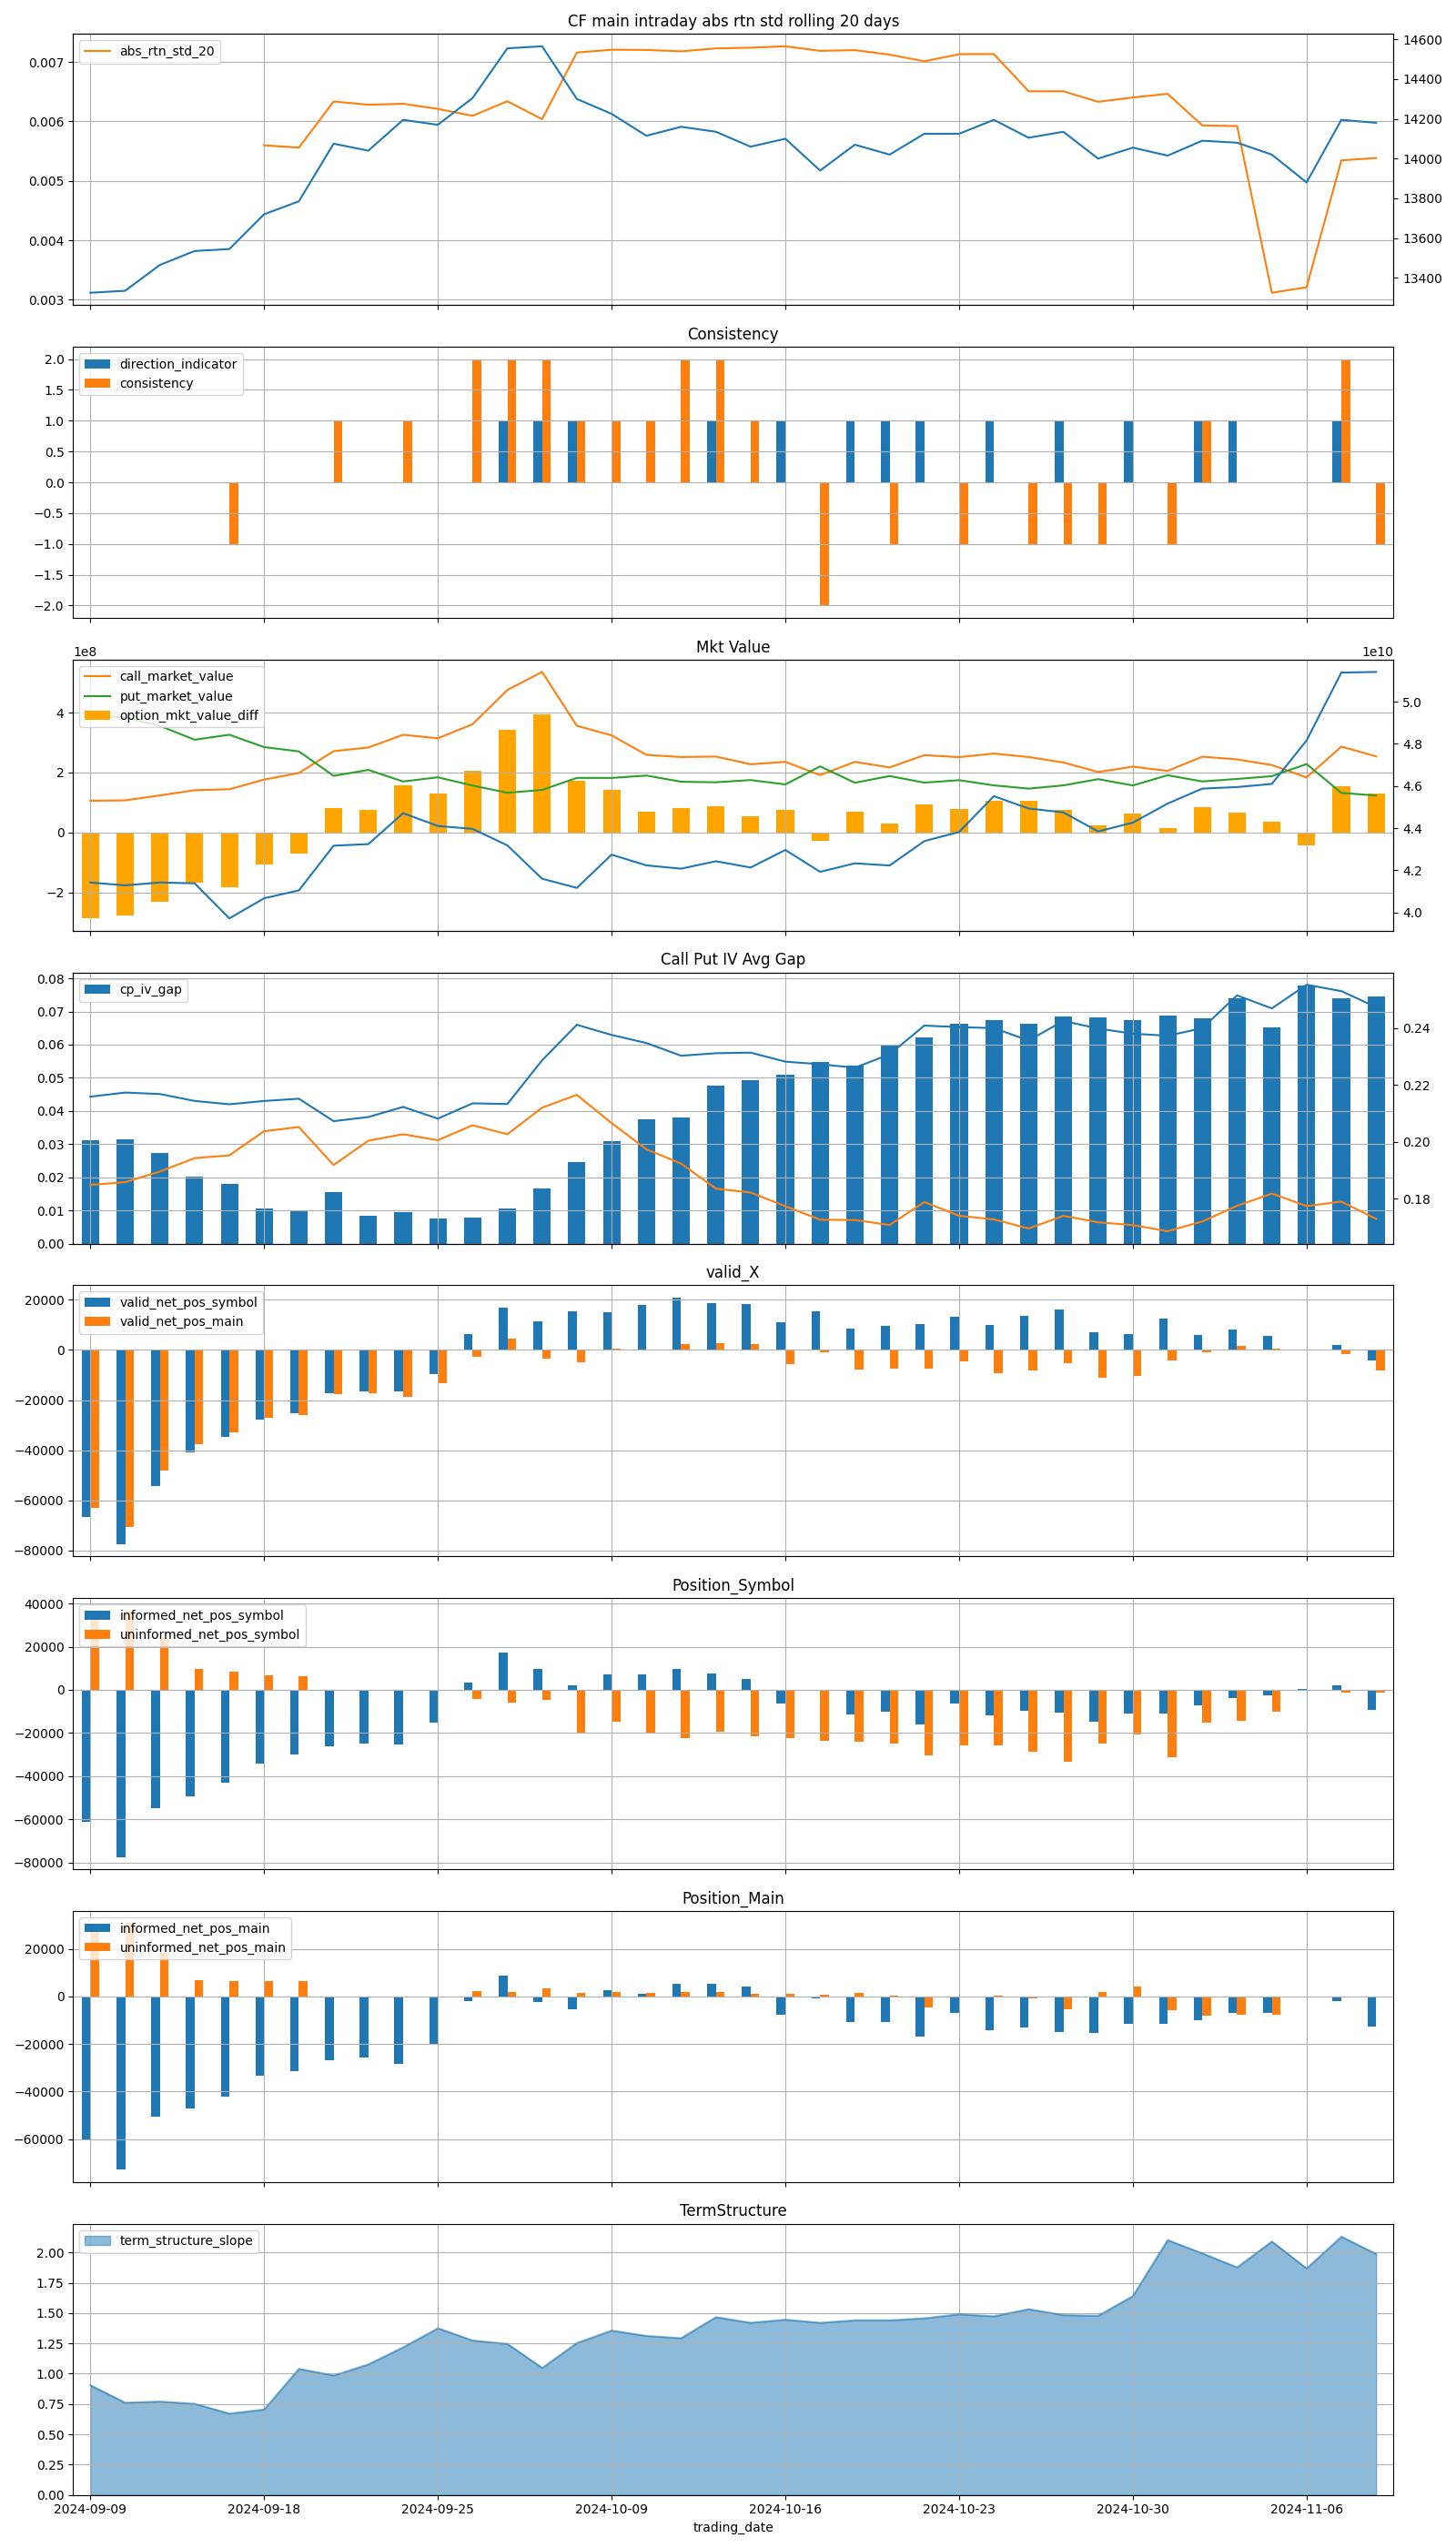 CF main intraday abs rtn std rolling 20 days
abs_rtn_std_20
0.007
0.006
0.005
0.004
0.003
14600
14400
14200
14000
13800
13600
13400
Consistency
direction_indicator
consistency
2.0
1.5
1.0
0.5
0.0
−0.5
−1.0
−1.5
−2.0
Mkt Value
1e8
1e10
call_market_value
put_market_value
option_mkt_value_diff
4
2
0
−2
5.0
4.8
4.6
4.4
4.2
4.0
Call Put IV Avg Gap
cp_iv_gap
0.08
0.07
0.06
0.05
0.04
0.03
0.02
0.01
0.00
0.24
0.22
0.20
0.18
valid_X
valid_net_pos_symbol
valid_net_pos_main
20000
0
−20000
−40000
−60000
−80000
Position_Symbol
informed_net_pos_symbol
uninformed_net_pos_symbol
40000
20000
0
−20000
−40000
−60000
−80000
Position_Main
informed_net_pos_main
uninformed_net_pos_main
20000
0
−20000
−40000
−60000
TermStructure
term_structure_slope
2.00
1.75
1.50
1.25
1.00
0.75
0.50
0.25
0.00
2024-09-09 2024-09-18 2024-09-25 2024-10-09 2024-10-16 2024-10-23 2024-10-30 2024-11-06
trading_date